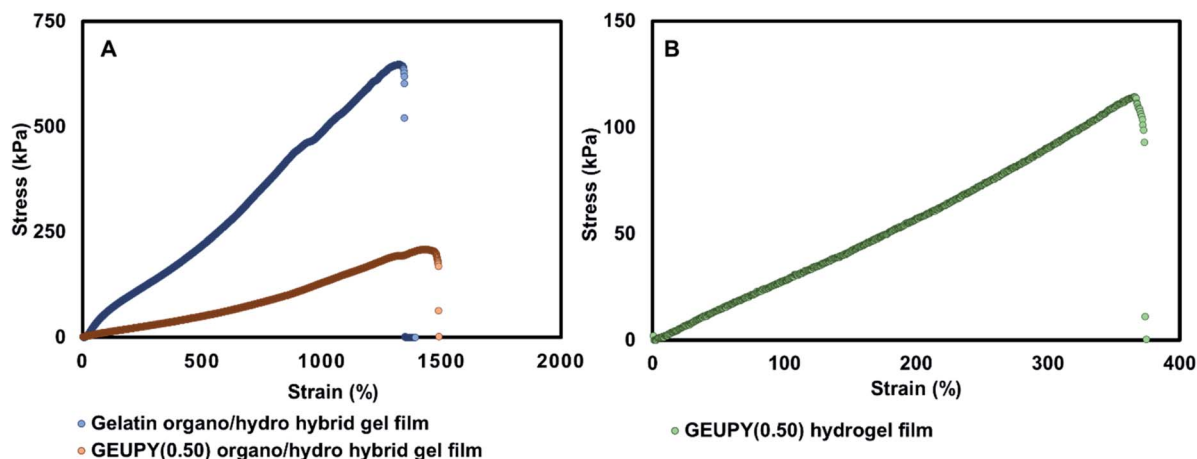 A
750
500
250
0
Stress (kPa)
0
500
1000
1500
2000
Strain (%)
Gelatin organo/hydro hybrid gel film
GEUPY(0.50) organo/hydro hybrid gel film
B
150
100
50
0
Stress (kPa)
0
100
200
300
400
Strain (%)
GEUPY(0.50) hydrogel film